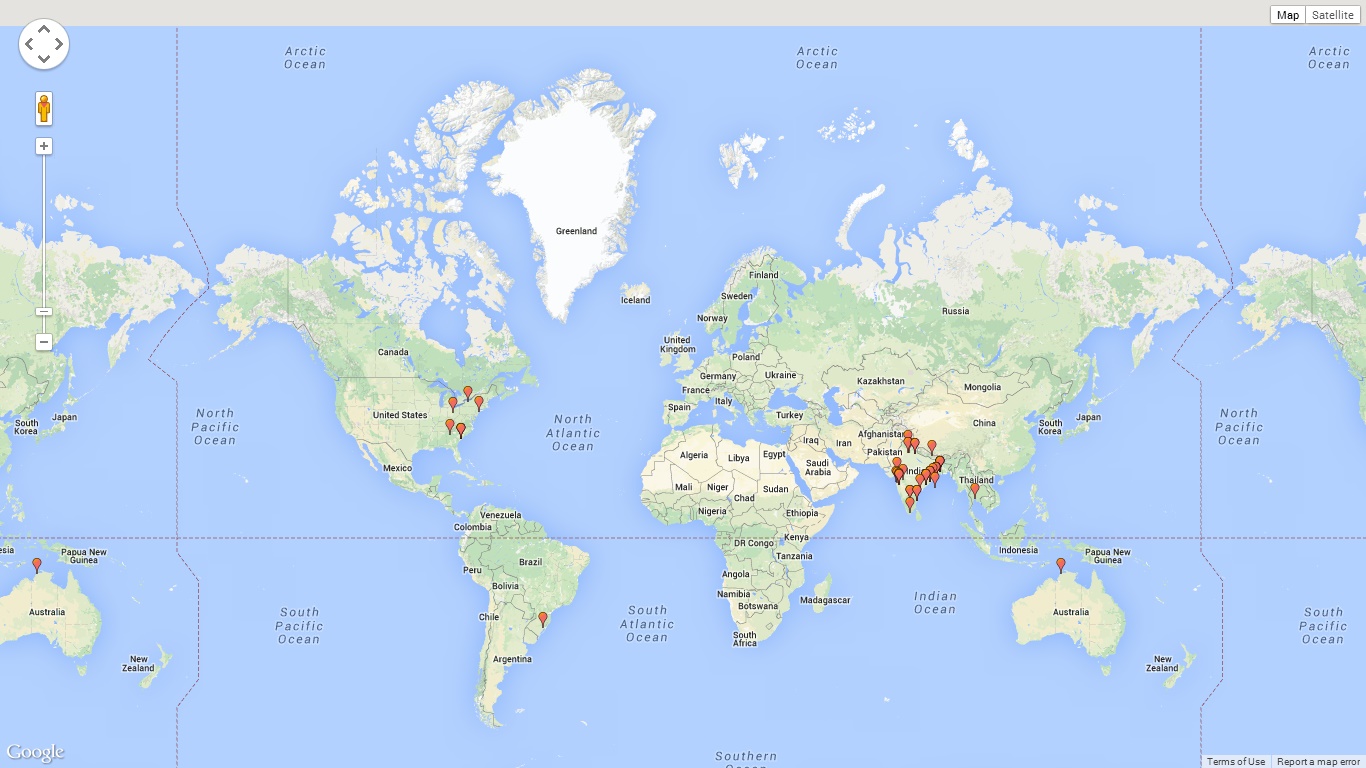 Map
Satellite
Arctic
Ocean
Arctic
Ocean
Arctic
Ocean
Greenland
Finland
Iceland
Sweden
Norway
Russia
United
Kingdom
Canada
Poland
Germany
Ukraine
Kazakhstan
Mongolia
France
Italy
Spain
Turkey
United States
Japan
South
Korea
North
Pacific
Ocean
North
Atlantic
Ocean
China
South
Korea
Japan
North
Pacific
Ocean
Afghanistan
Iraq
Iran
Pakistan
Algeria
Libya
Egypt
Saudi
Arabia
Mexico
Mali
Niger
Chad
Sudan
Thailand
Nigeria
Ethiopia
Venezuela
Colombia
DR Congo
Kenya
Tanzania
Indonesia
Papua New
Guinea
Papua New
Guinea
Peru
Brazil
Bolivia
Angola
Namibia
Botswana
Madagascar
Indian
Ocean
Australia
Australia
Chile
South
Pacific
Ocean
South
Atlantic
Ocean
South
Africa
South
Pacific
Ocean
Argentina
New
Zealand
New
Zealand
Google
Southern
Terms of Use
Report a map error